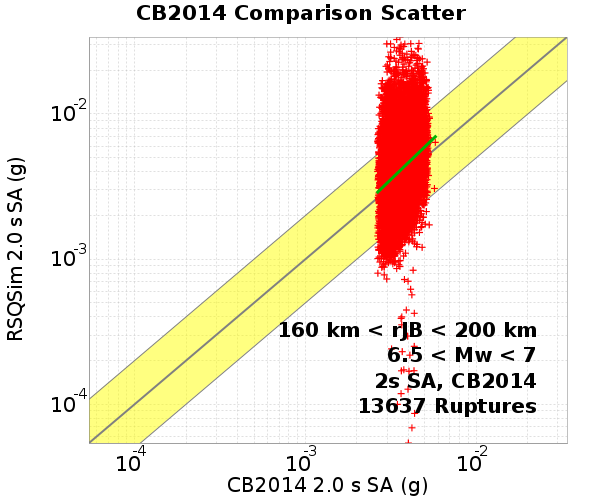 CB2014 Comparison Scatter
RSQSim 2.0 s SA (g)
10-2
10-3
10-4
160 km < rJB < 200 km
6.5 < Mw < 7
2s SA, CB2014
13637 Ruptures
10-4 10-3 10-2
CB2014 2.0 s SA (g)